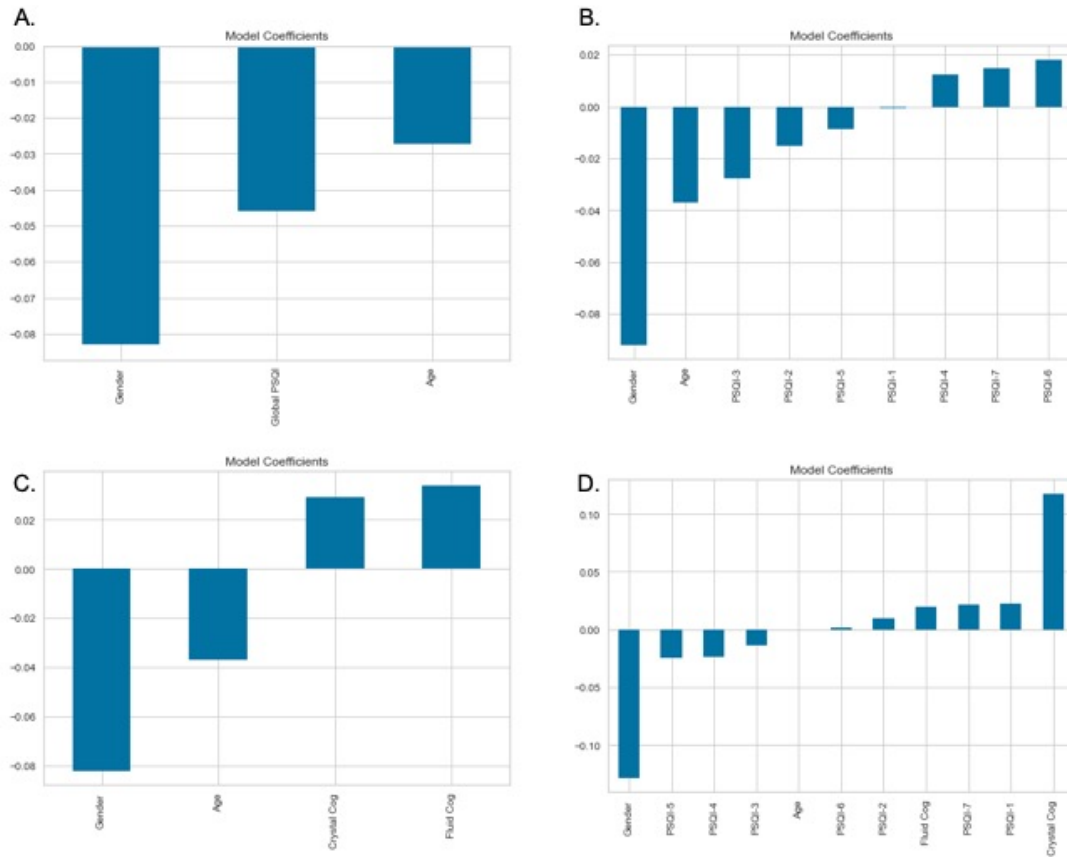 A.
Model Coefficients
0.00
−0.01
−0.02
−0.03
−0.04
−0.05
−0.06
−0.07
−0.08
Gender
Global PSQI
Age
B.
Model Coefficients
0.02
0.00
−0.02
−0.04
−0.06
−0.08
Gender
Age
PSQI-3
PSQI-2
PSQI-5
PSQI-1
PSQI-4
PSQI-7
PSQI-6
C.
Model Coefficients
0.02
0.00
−0.02
−0.04
−0.06
−0.08
Gender
Age
Crystal Cog
Fluid Cog
D.
Model Coefficients
0.10
0.05
0.00
−0.05
−0.10
Gender
PSQI-5
PSQI-4
PSQI-3
Age
PSQI-6
PSQI-2
Fluid Cog
PSQI-7
PSQI-1
Crystal Cog